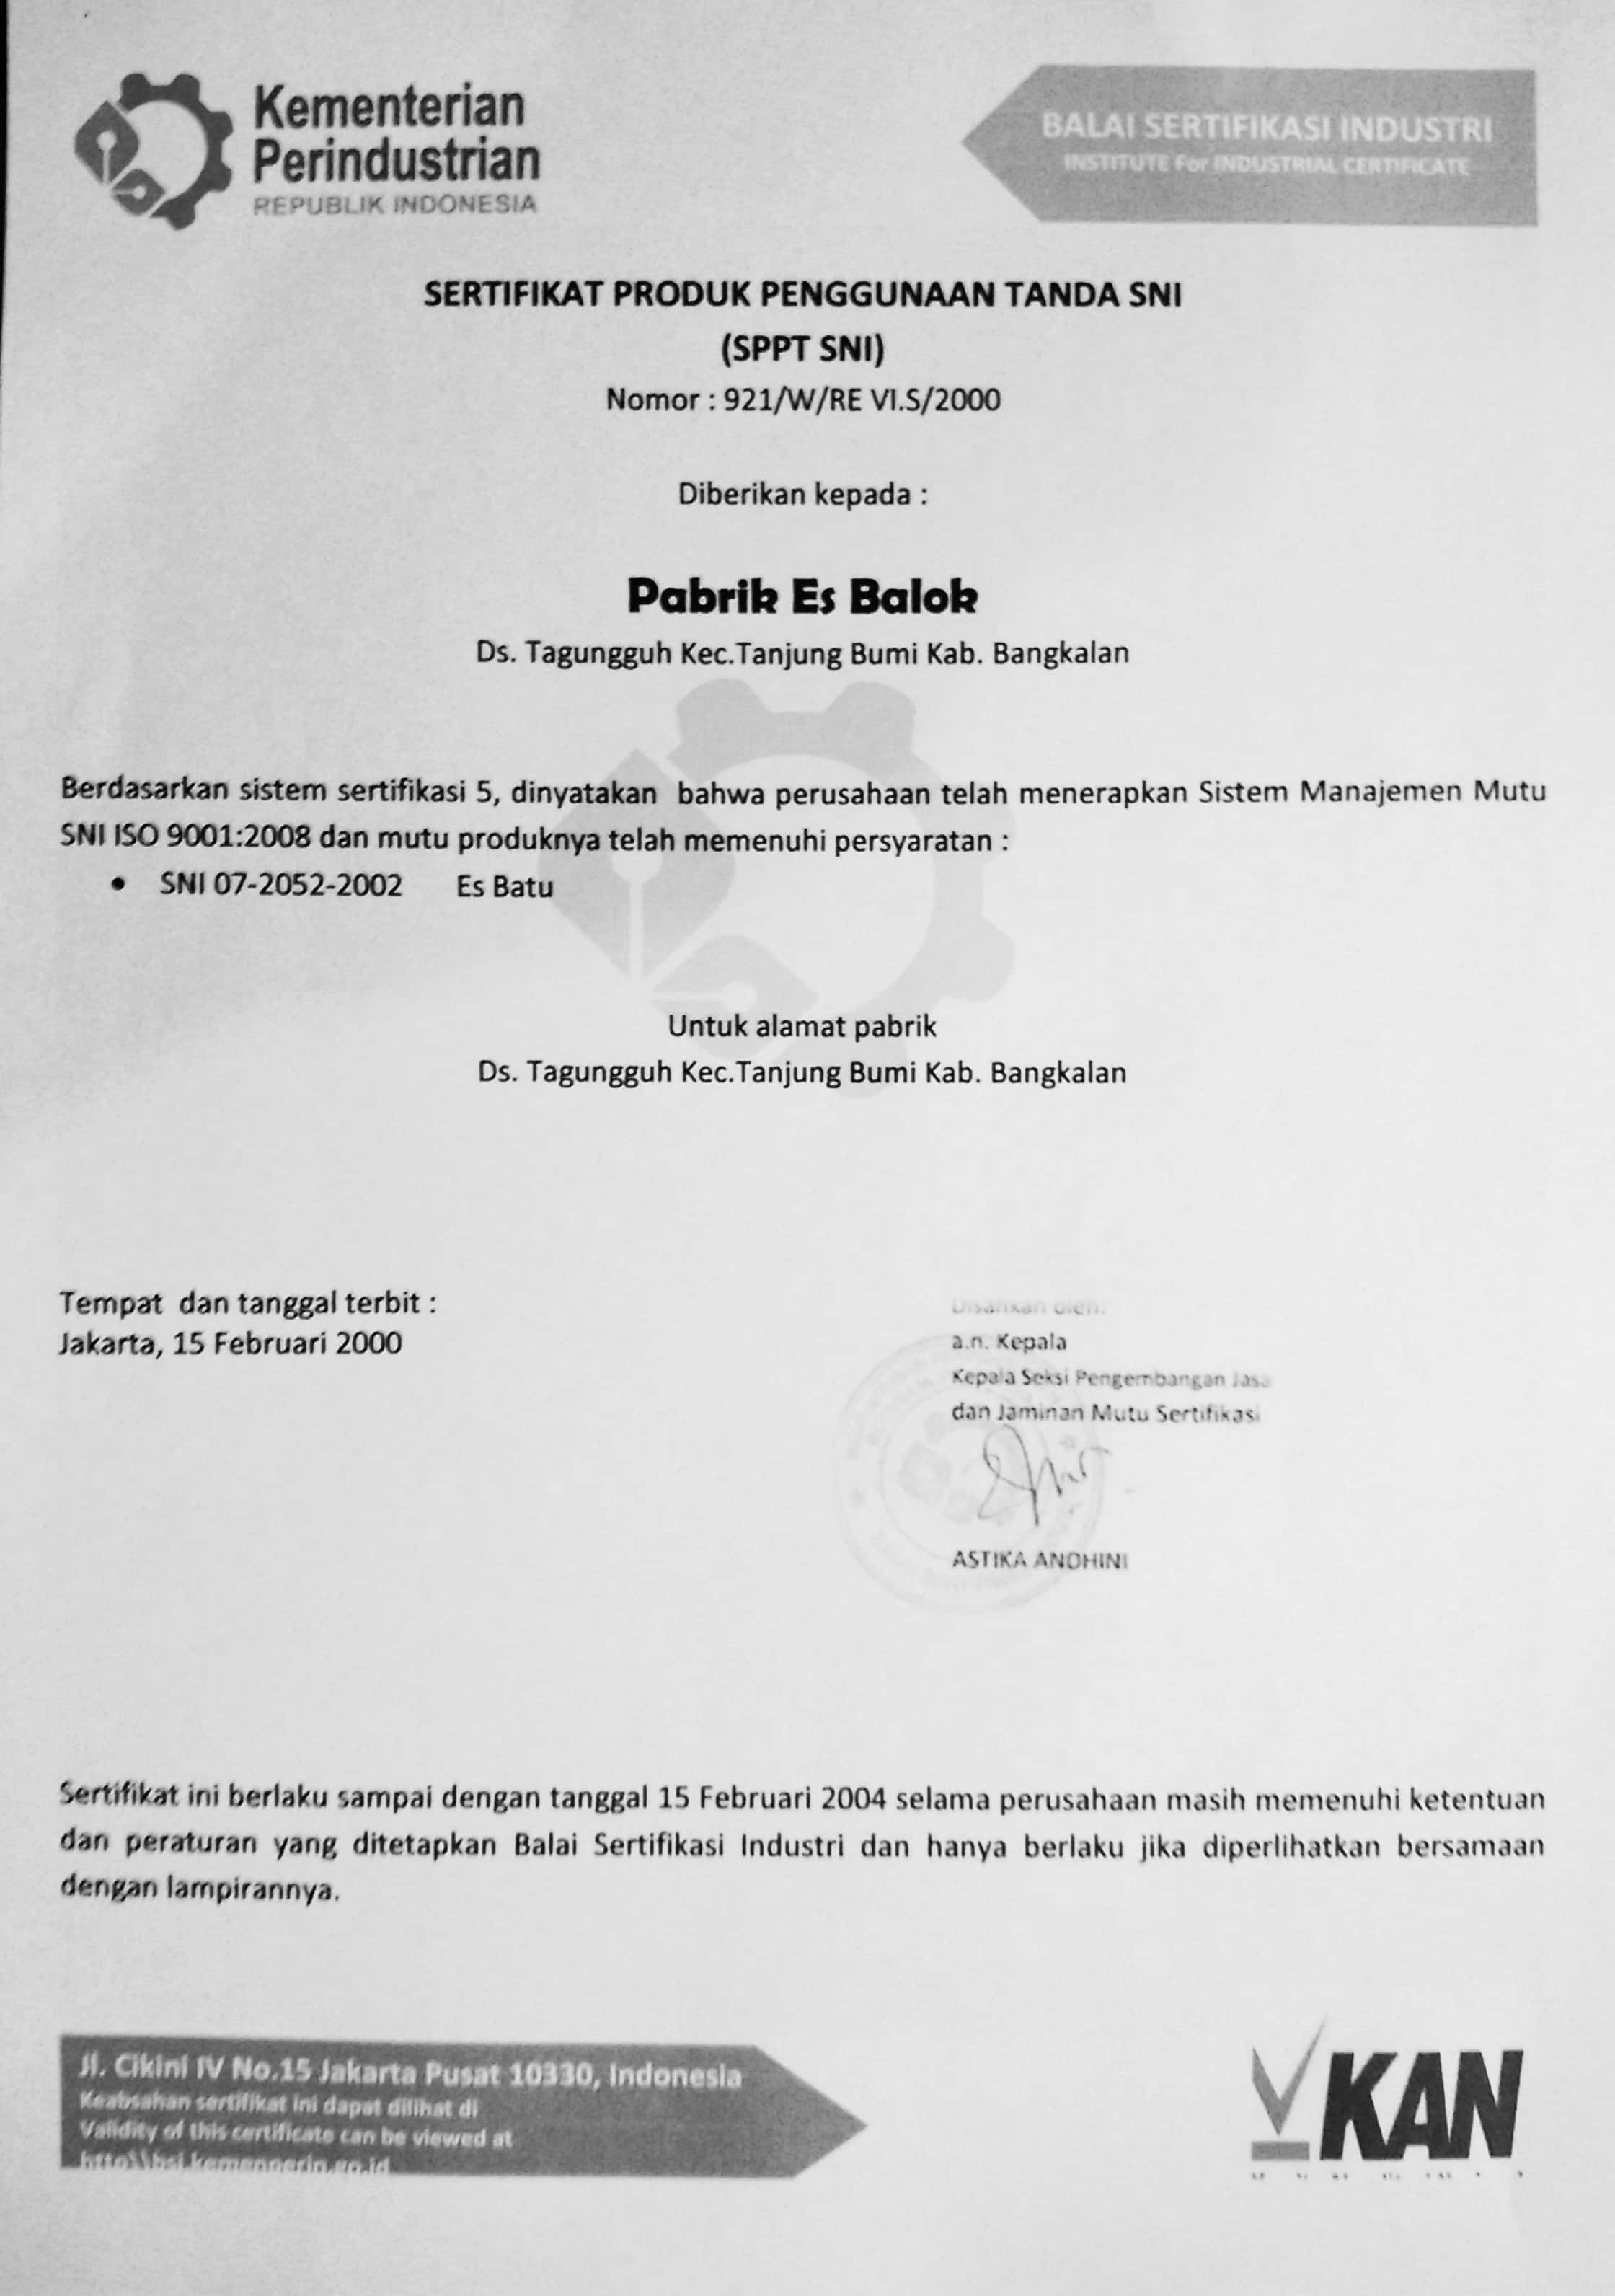 Kementerian
Perindustrian
REPUBLIK INDONESIA
BALAI SERTIFIKASI INDUSTRI
INSTITUTE For INDUSTRIAL CERTIFICATE
SERTIFIKAT PRODUK PENGGUNAAN TANDA SNI
(SPPT SNI)
Nomor : 921/W/RE VI.S/2000
Diberikan kepada :
Pabrik Es Balok
Ds. Tagungguh Kec.Tanjung Bumi Kab. Bangkalan
Berdasarkan sistem sertifikasi 5, dinyatakan bahwa perusahaan telah menerapkan Sistem Manajemen Mutu
SNI ISO 9001:2008 dan mutu produknya telah memenuhi persyaratan :
• SNI 07-2052-2002 Es Batu
Untuk alamat pabrik
Ds. Tagungguh Kec.Tanjung Bumi Kab. Bangkalan
Tempat dan tanggal terbit :
Jakarta, 15 Februari 2000
Disahkan oleh:
a.n. Kepala
Kepala Seksi Pengembangan Jasa
dan Jaminan Mutu Sertifikasi
ASTIKA ANDHINI
Sertifikat ini berlaku sampai dengan tanggal 15 Februari 2004 selama perusahaan masih memenuhi ketentuan
dan peraturan yang ditetapkan Balai Sertifikasi Industri dan hanya berlaku jika diperlihatkan bersamaan
dengan lampirannya.
Jl. Cikini IV No.15 Jakarta Pusat 10330, Indonesia
Keabsahan sertifikat ini dapat dilihat di
Validity of this certificate can be viewed at
http\\bsi.kemenperin.go.id
KAN